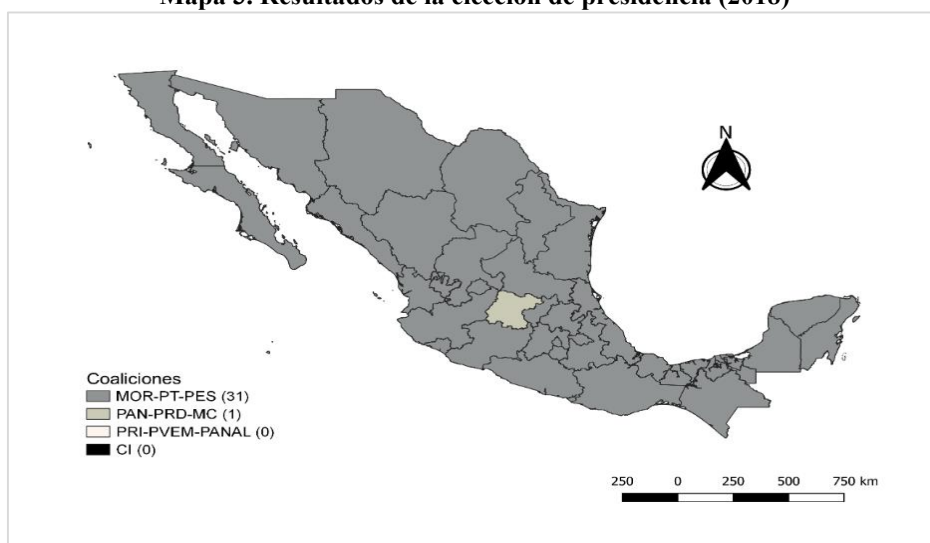 Mapa 3. Resultados de la elección de presidencia (2018)
N
Coaliciones
MOR-PT-PES (31)
PAN-PRD-MC (1)
PRI-PVEM-PANAL (0)
CI (0)
250 0 250 500 750 km